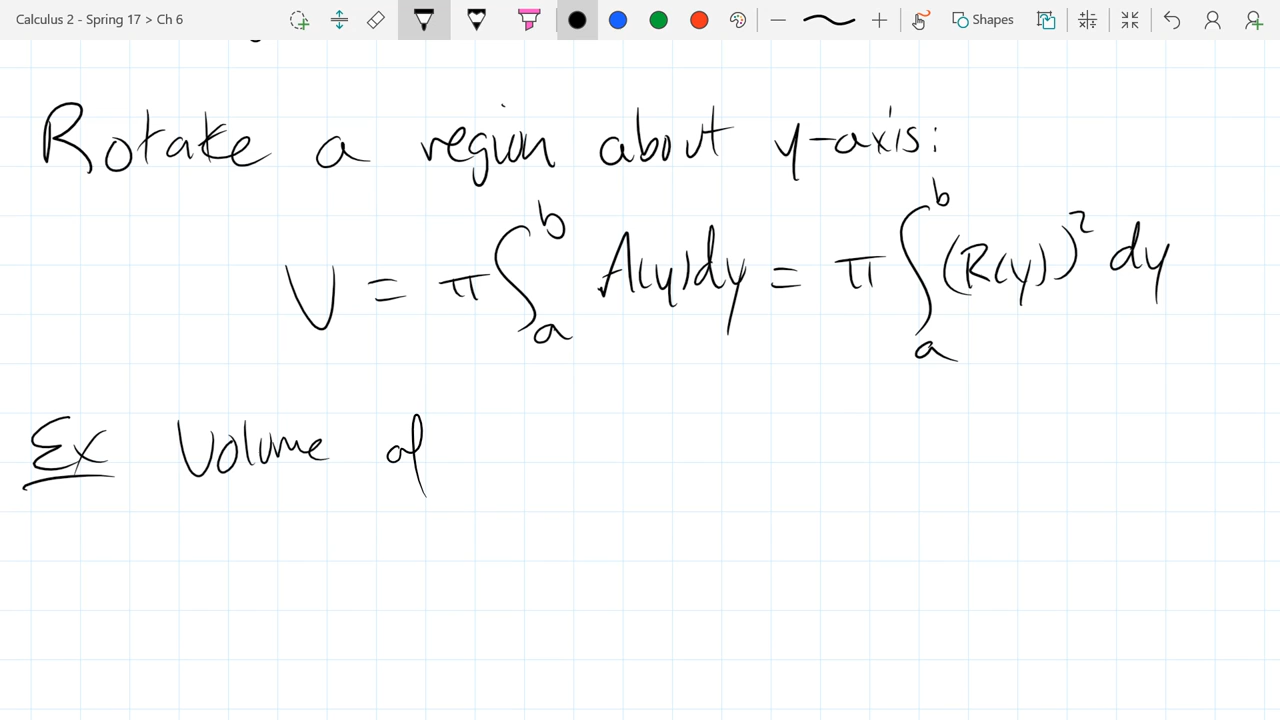 Calculus 2 - Spring 17 > Ch 6
Shapes
Rotate a region about y-axis:
V = π∫_a^b A(y)dy = π∫_a^b (R(y))² dy
Ex Volume of